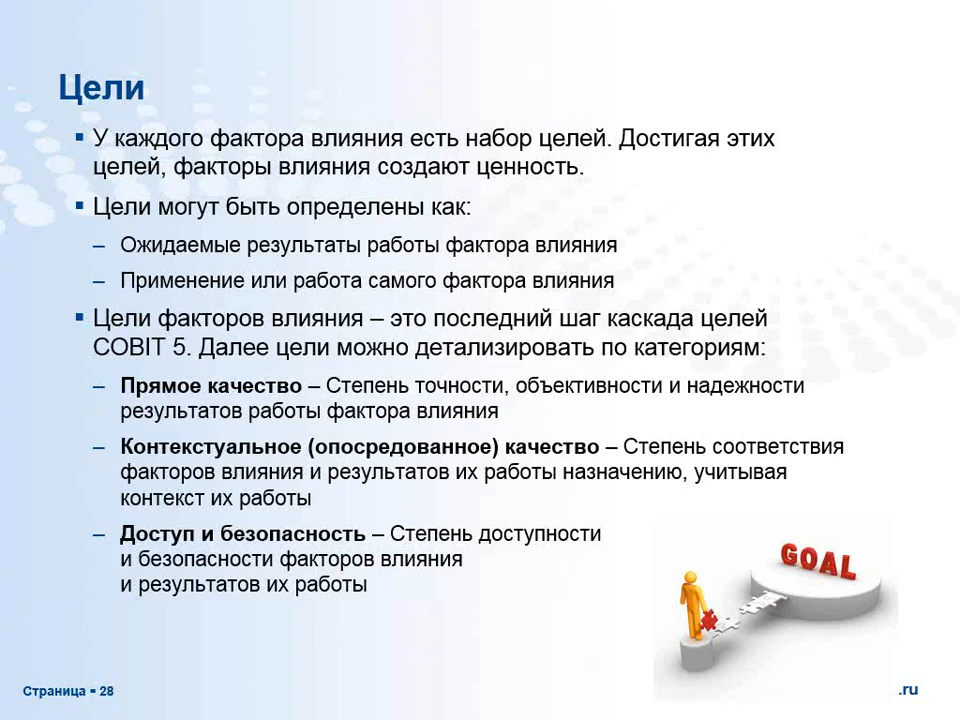 Цели
▪ У каждого фактора влияния есть набор целей. Достигая этих
целей, факторы влияния создают ценность.
▪ Цели могут быть определены как:
– Ожидаемые результаты работы фактора влияния
– Применение или работа самого фактора влияния
▪ Цели факторов влияния – это последний шаг каскада целей
COBIT 5. Далее цели можно детализировать по категориям:
– Прямое качество – Степень точности, объективности и надежности
результатов работы фактора влияния
– Контекстуальное (опосредованное) качество – Степень соответствия
факторов влияния и результатов их работы назначению, учитывая
контекст их работы
– Доступ и безопасность – Степень доступности
и безопасности факторов влияния
и результатов их работы
GOAL
Страница ▪ 28
.ru